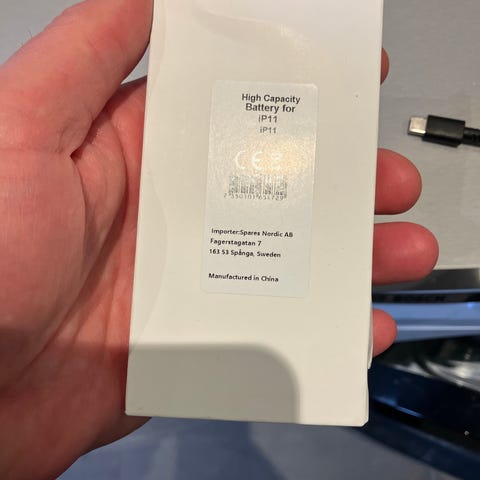 High Capacity
Battery for
iP11
iP11
CE
Importer:Spares Nordic AB
Fagerstagatan 7
163 53 Spånga, Sweden
Manufactured in China
BOSCH